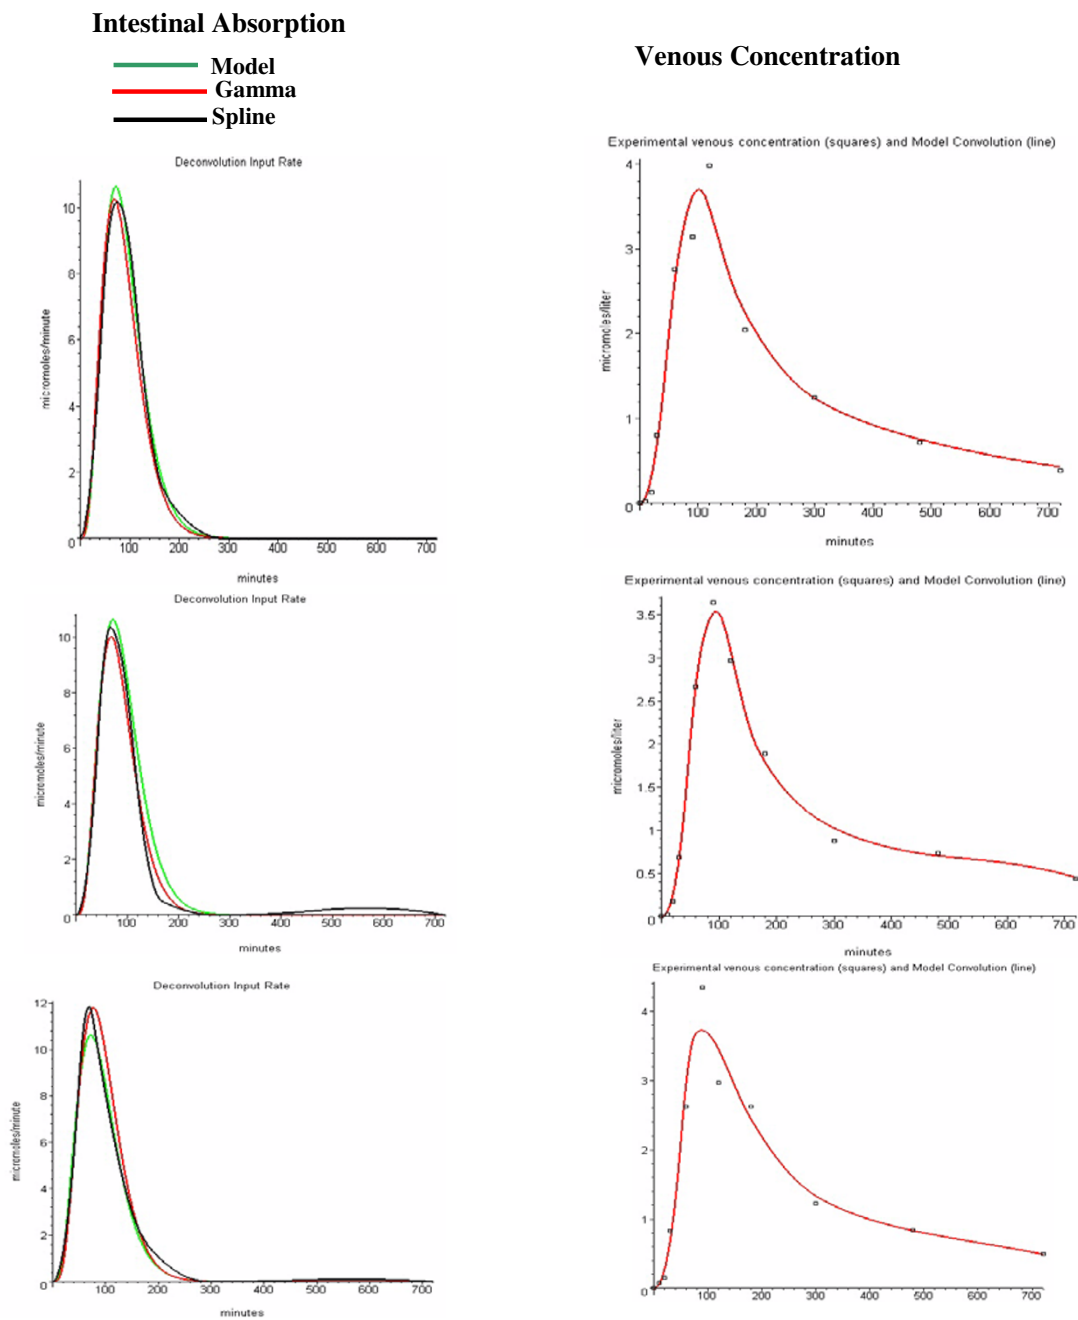 Intestinal Absorption
Model
Gamma
Spline
Venous Concentration
Deconvolution Input Rate
micromoles/minute
10
8
6
4
2
0
100 200 300 400 500 600 700
minutes
Experimental venous concentration (squares) and Model Convolution (line)
micromoles/liter
4
3
2
1
0
100 200 300 400 500 600 700
minutes
Deconvolution Input Rate
micromoles/minute
10
8
6
4
2
0
100 200 300 400 500 600 700
minutes
Experimental venous concentration (squares) and Model Convolution (line)
micromoles/liter
3.5
3
2.5
2
1.5
1
0.5
0
100 200 300 400 500 600 700
minutes
Deconvolution Input Rate
micromoles/minute
12
10
8
6
4
2
0
100 200 300 400 500 600 700
minutes
Experimental venous concentration (squares) and Model Convolution (line)
micromoles/liter
4
3
2
1
0
100 200 300 400 500 600 700
minutes